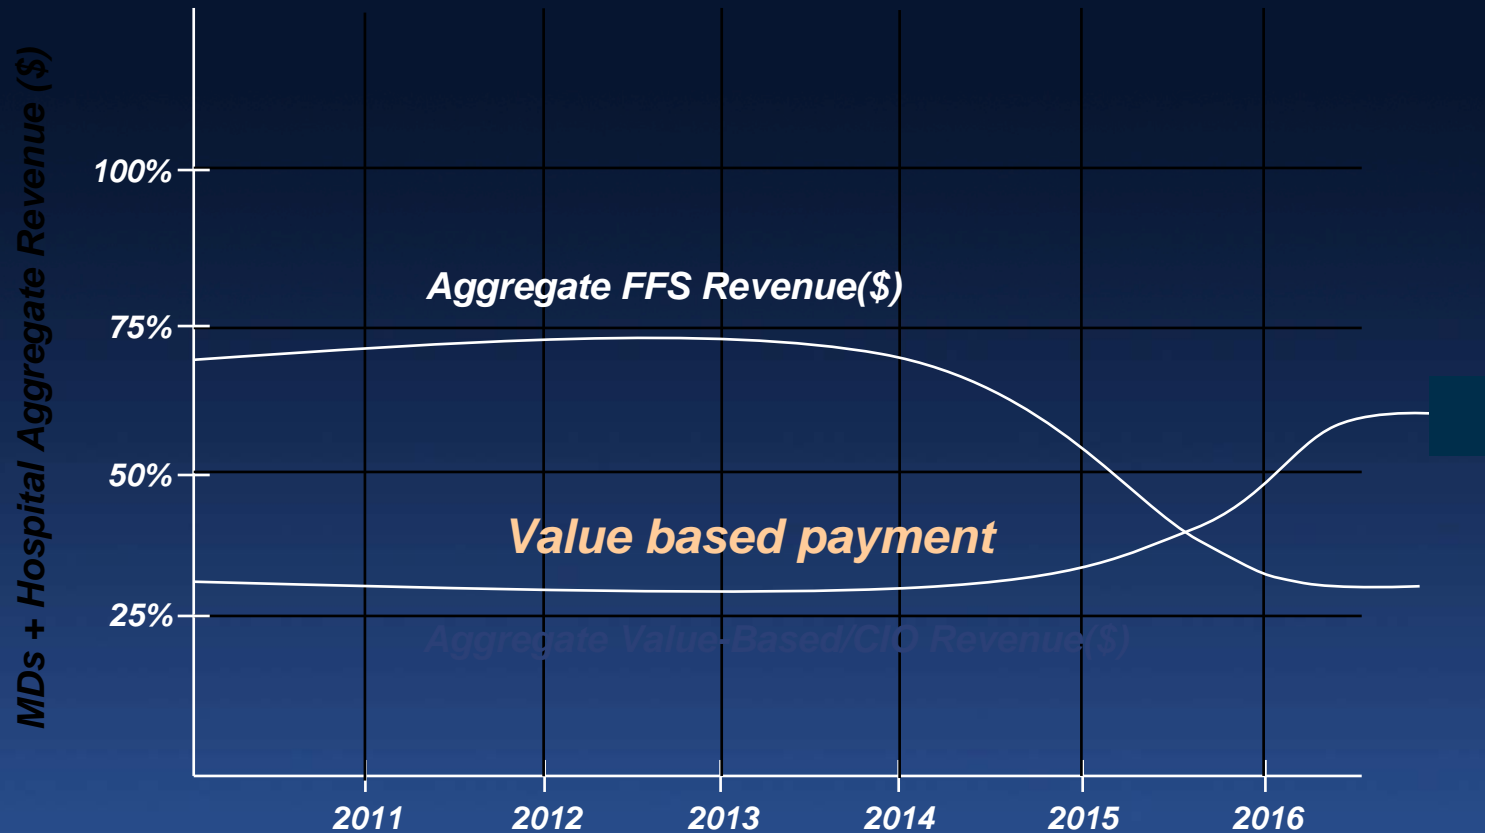 MDs + Hospital Aggregate Revenue ($)
100%
Aggregate FFS Revenue($)
75%
50%
Value based payment
25%
Aggregate Value-Based/CIO Revenue($)
2011 2012 2013 2014 2015 2016